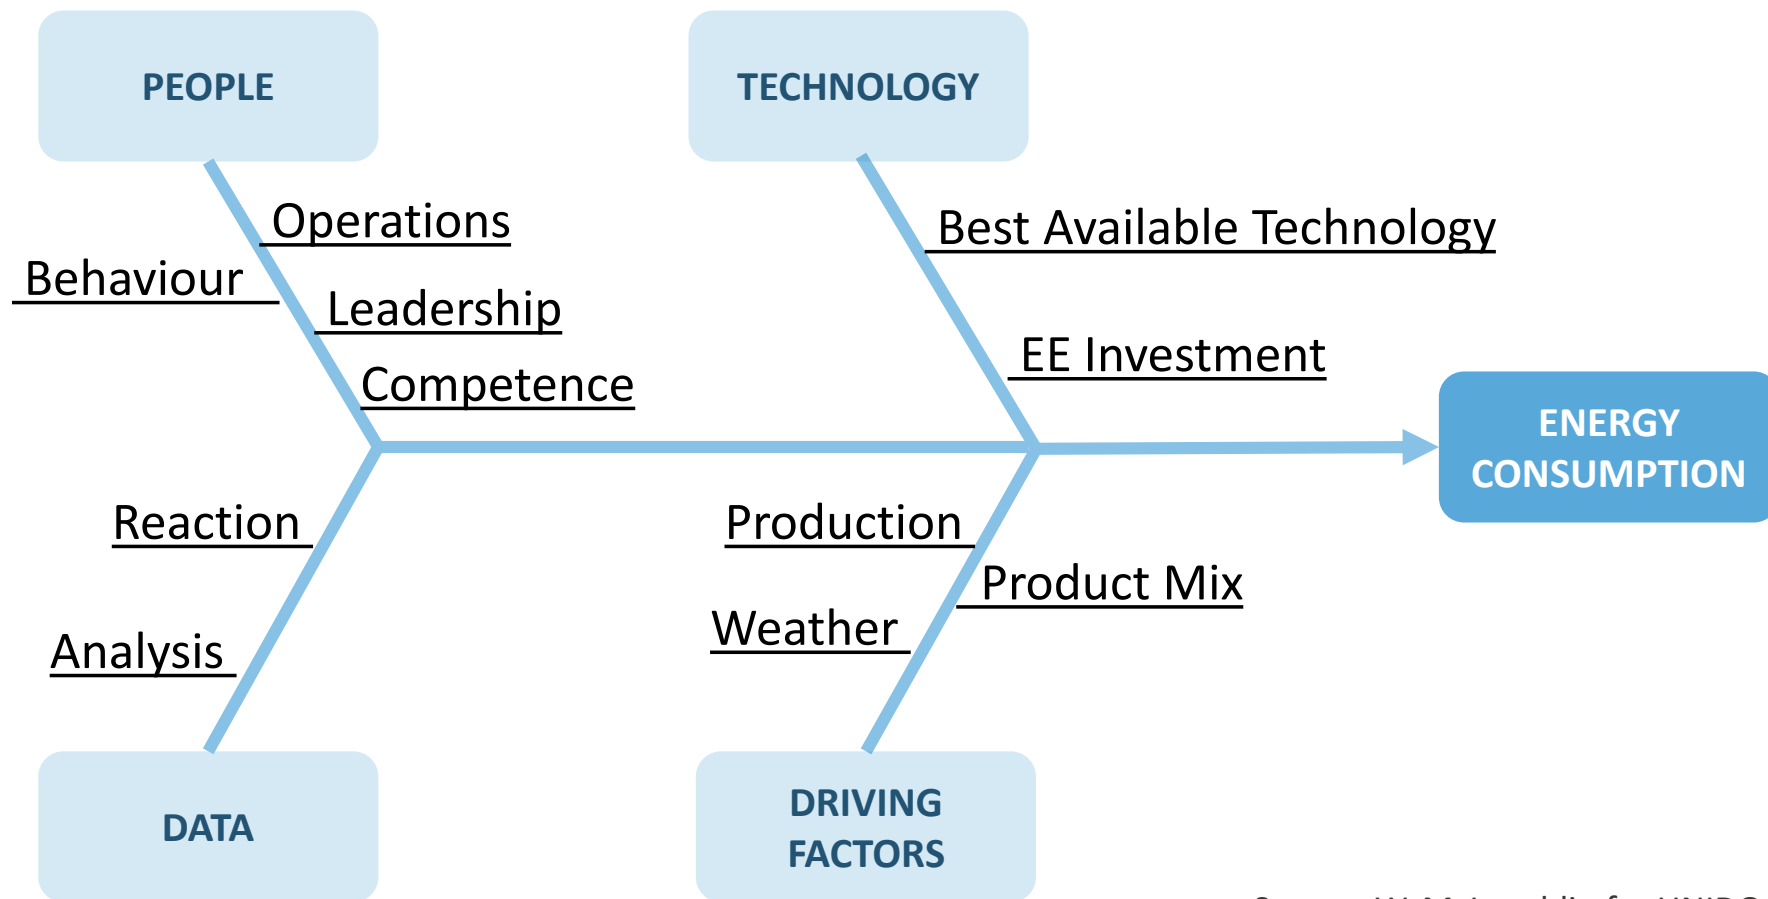 PEOPLE
TECHNOLOGY
Operations
Best Available Technology
Behaviour
Leadership
EE Investment
Competence
ENERGY
CONSUMPTION
Reaction
Production
Product Mix
Weather
Analysis
DRIVING
FACTORS
DATA